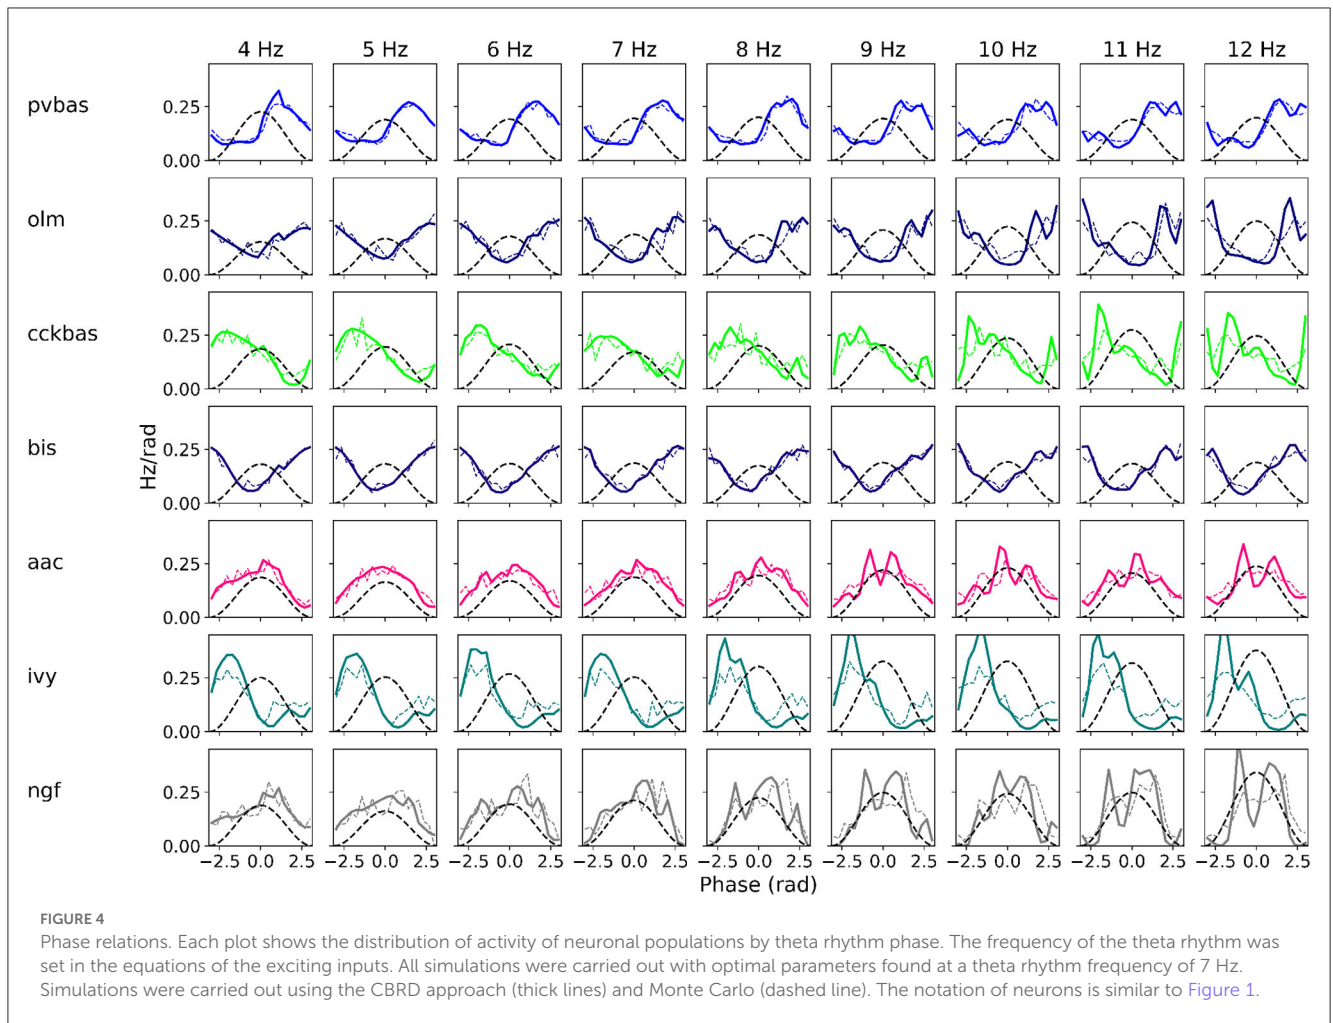 4 Hz 5 Hz 6 Hz 7 Hz 8 Hz 9 Hz 10 Hz 11 Hz 12 Hz
pvbas
0.25
0.00
olm
0.25
0.00
cckbas
0.25
0.00
bis
Hz/rad
0.25
0.00
aac
0.25
0.00
ivy
0.25
0.00
ngf
0.25
0.00
−2.5 0.0 2.5 −2.5 0.0 2.5 −2.5 0.0 2.5 −2.5 0.0 2.5 −2.5 0.0 2.5 −2.5 0.0 2.5 −2.5 0.0 2.5 −2.5 0.0 2.5 −2.5 0.0 2.5
Phase (rad)
FIGURE 4
Phase relations. Each plot shows the distribution of activity of neuronal populations by theta rhythm phase. The frequency of the theta rhythm was
set in the equations of the exciting inputs. All simulations were carried out with optimal parameters found at a theta rhythm frequency of 7 Hz.
Simulations were carried out using the CBRD approach (thick lines) and Monte Carlo (dashed line). The notation of neurons is similar to Figure 1.